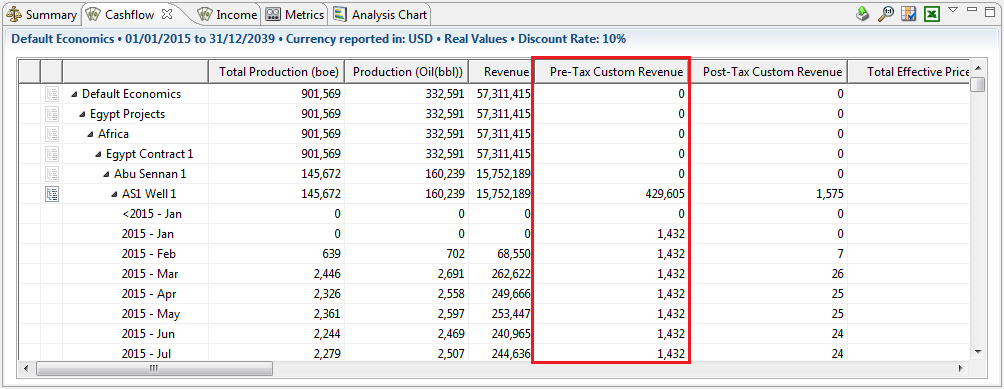 Summary Cashflow Income Metrics Analysis Chart
Default Economics • 01/01/2015 to 31/12/2039 • Currency reported in: USD • Real Values • Discount Rate: 10%
Total Production (boe) Production (Oil(bbl)) Revenue Pre-Tax Custom Revenue Post-Tax Custom Revenue Total Effective Price
Default Economics 901,569 332,591 57,311,415 0 0
Egypt Projects 901,569 332,591 57,311,415 0 0
Africa 901,569 332,591 57,311,415 0 0
Egypt Contract 1 901,569 332,591 57,311,415 0 0
Abu Sennan 1 145,672 160,239 15,752,189 0 0
AS1 Well 1 145,672 160,239 15,752,189 429,605 1,575
<2015 - Jan 0 0 0 0 0
2015 - Jan 0 0 0 1,432 0
2015 - Feb 639 702 68,550 1,432 7
2015 - Mar 2,446 2,691 262,622 1,432 26
2015 - Apr 2,326 2,558 249,666 1,432 25
2015 - May 2,361 2,597 253,447 1,432 25
2015 - Jun 2,244 2,469 240,965 1,432 24
2015 - Jul 2,279 2,507 244,636 1,432 24